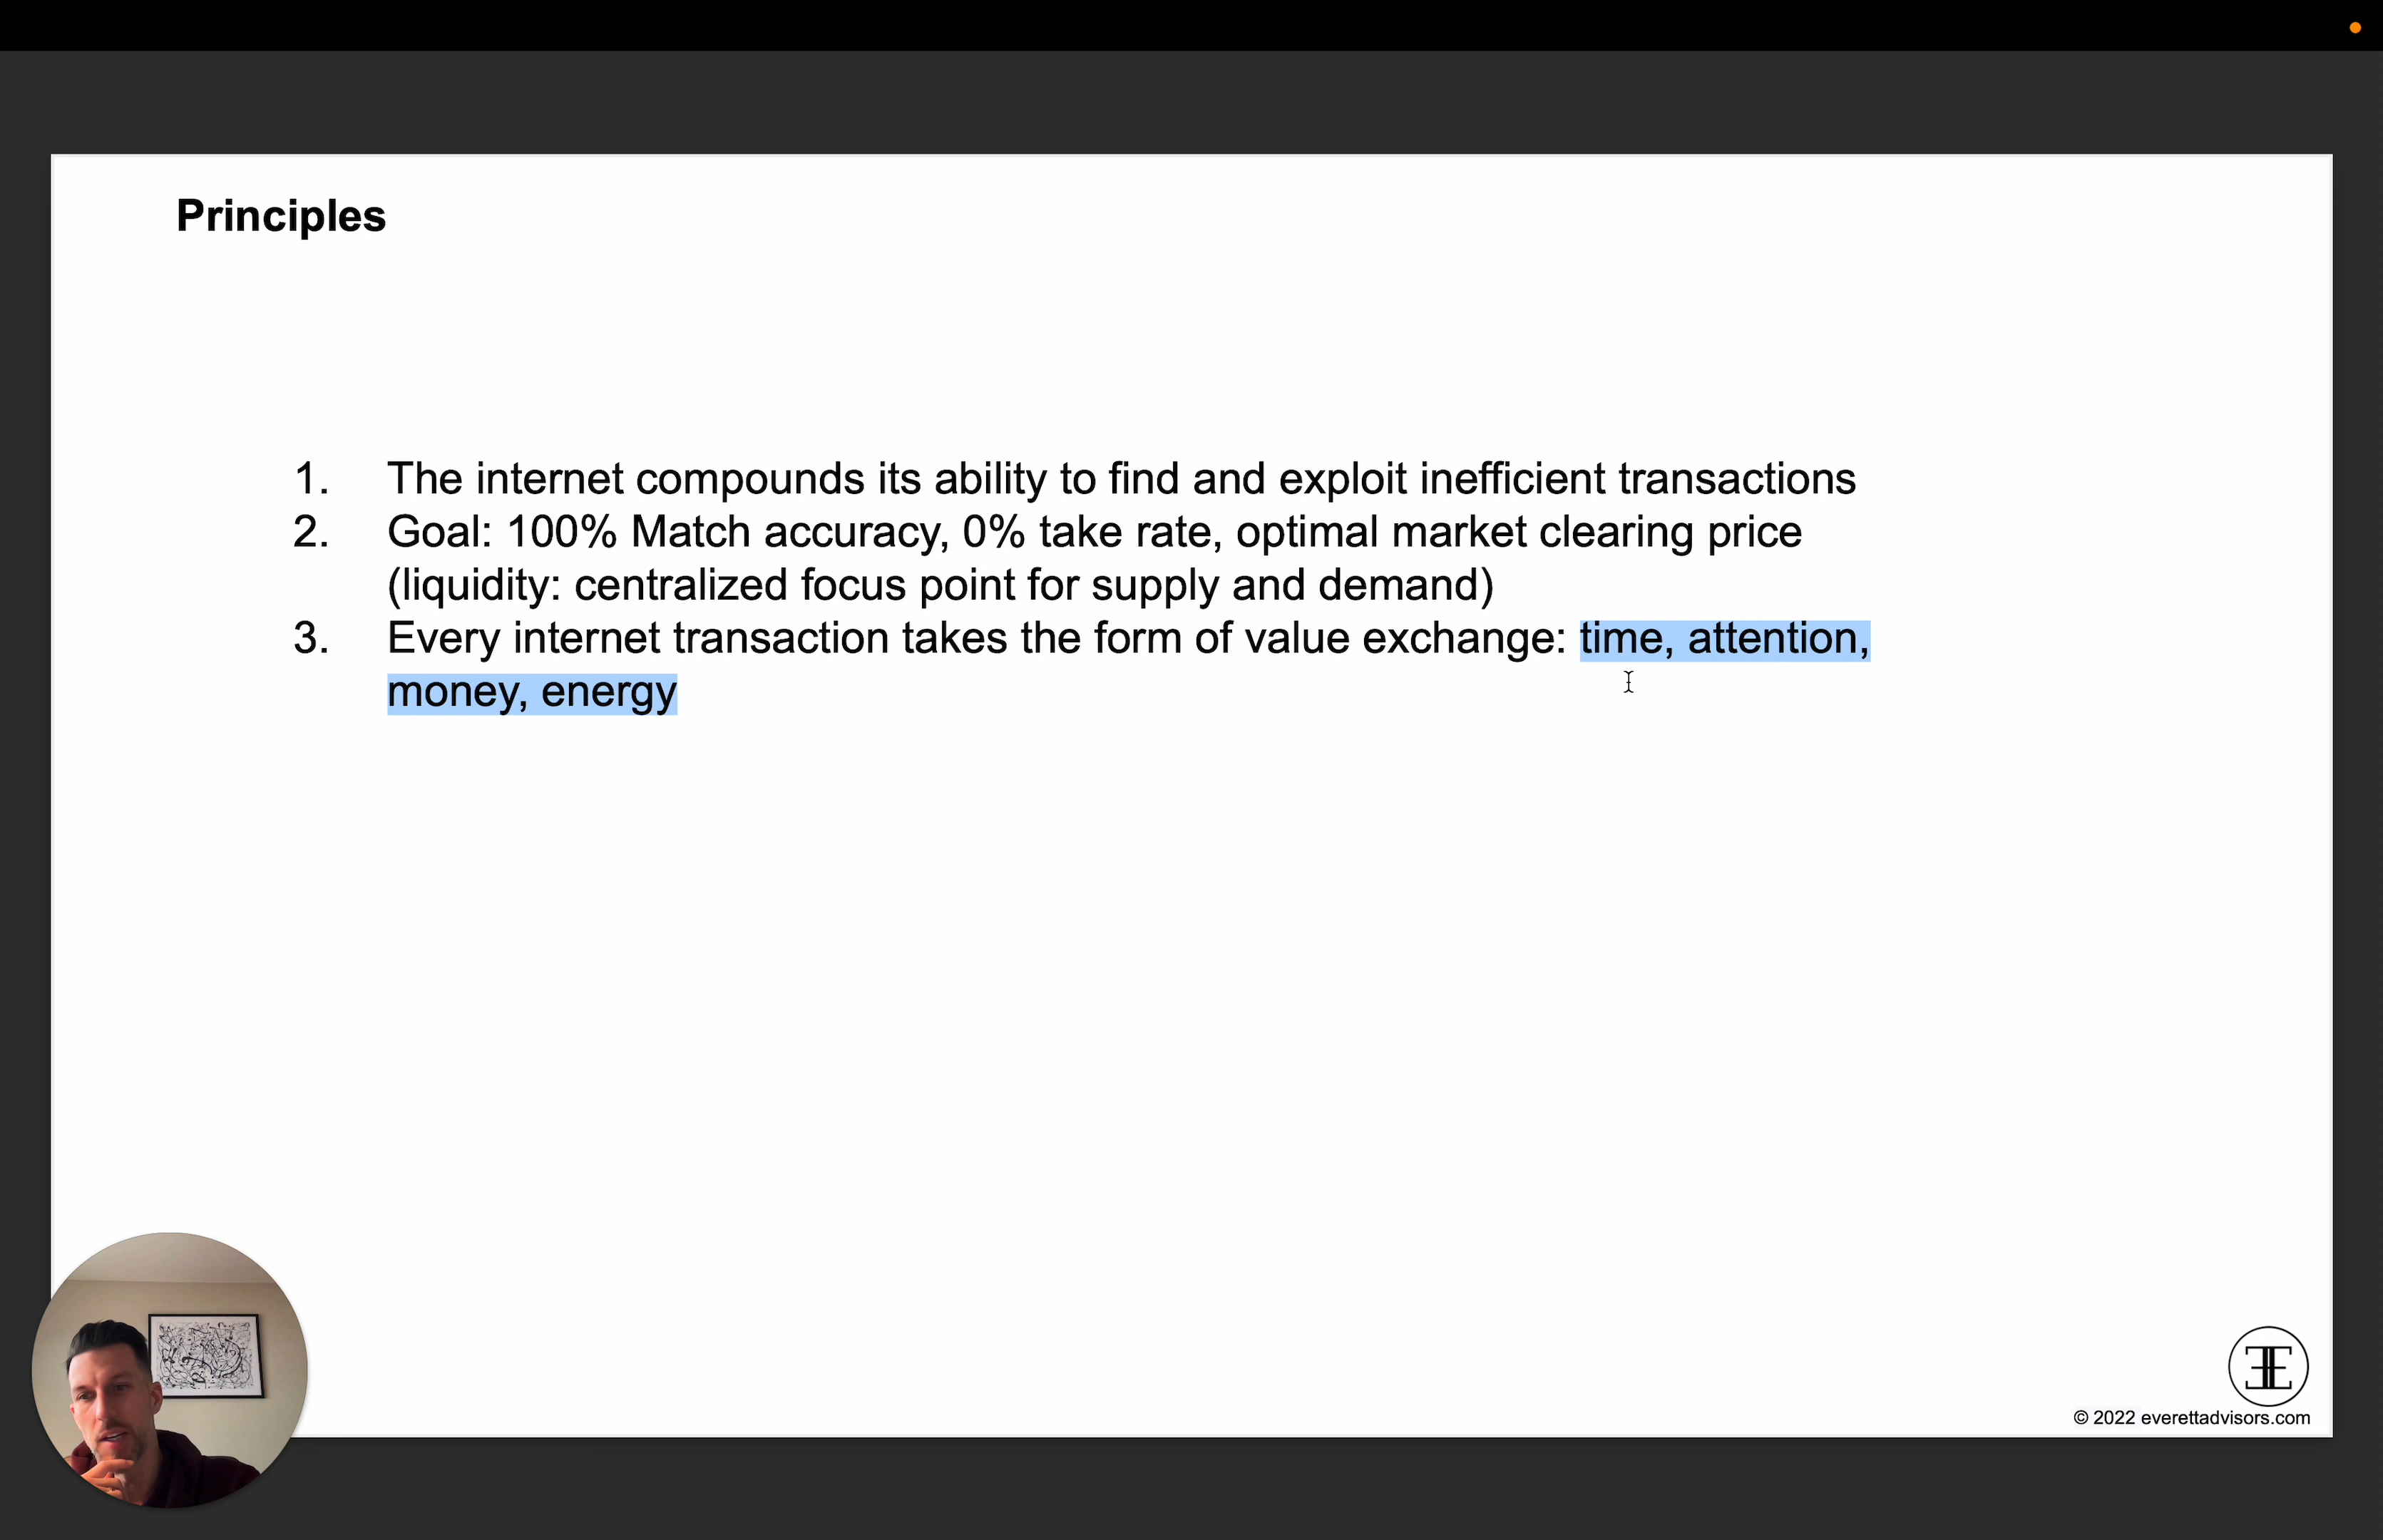 Principles
1. The internet compounds its ability to find and exploit inefficient transactions
2. Goal: 100% Match accuracy, 0% take rate, optimal market clearing price
(liquidity: centralized focus point for supply and demand)
3. Every internet transaction takes the form of value exchange: time, attention,
money, energy
© 2022 everettadvisors.com